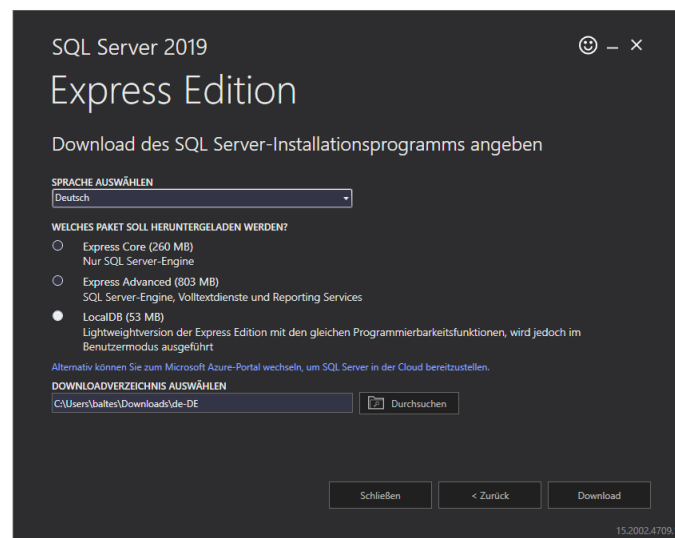 SQL Server 2019
Express Edition
Download des SQL Server-Installationsprogramms angeben
SPRACHE AUSWÄHLEN
Deutsch
WELCHES PAKET SOLL HERUNTERGELADEN WERDEN?
Express Core (260 MB)
Nur SQL Server-Engine
Express Advanced (803 MB)
SQL Server-Engine, Volltextdienste und Reporting Services
LocalDB (53 MB)
Lightweightversion der Express Edition mit den gleichen Programmierbarkeitsfunktionen, wird jedoch im
Benutzermodus ausgeführt
Alternativ können Sie zum Microsoft Azure-Portal wechseln, um SQL Server in der Cloud bereitzustellen.
DOWNLOADVERZEICHNIS AUSWÄHLEN
C:\Users\baltes\Downloads\de-DE
Durchsuchen
Schließen
< Zurück
Download
15.2002.4709.